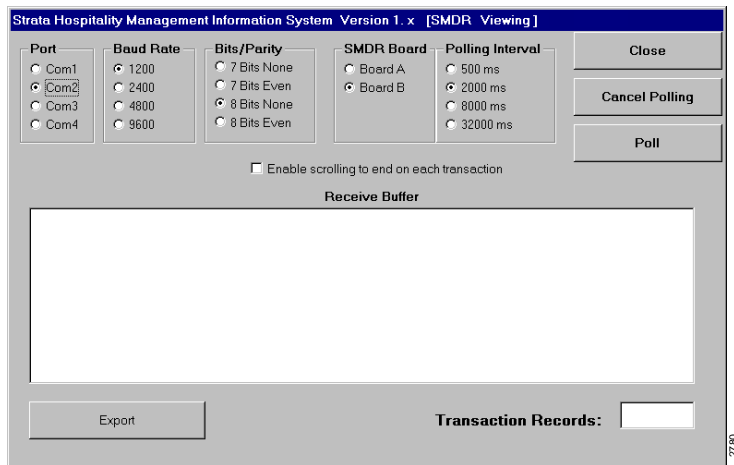 Strata Hospitality Management Information System Version 1. x [SMDR Viewing]
Port
Com1
Com2
Com3
Com4
Baud Rate
1200
2400
4800
9600
Bits/Parity
7 Bits None
7 Bits Even
8 Bits None
8 Bits Even
SMDR Board
Board A
Board B
Polling Interval
500 ms
2000 ms
8000 ms
32000 ms
Close
Cancel Polling
Poll
Enable scrolling to end on each transaction
Receive Buffer
Export
Transaction Records:
2780